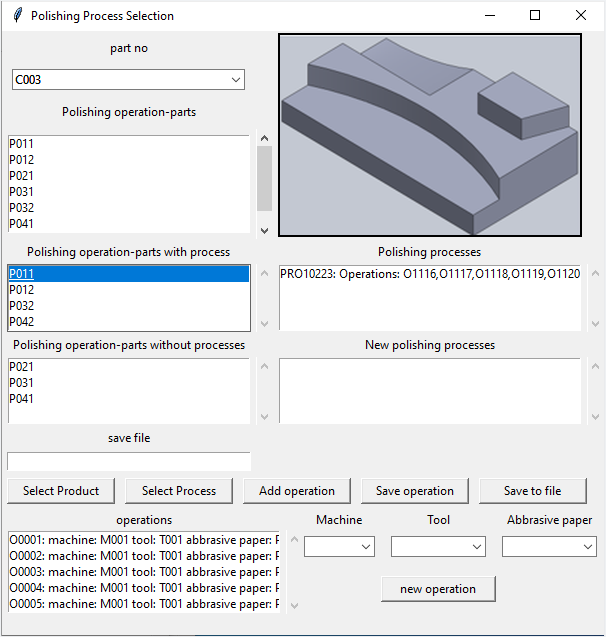 Polishing Process Selection
part no
C003
Polishing operation-parts
P011
P012
P021
P031
P032
P041
Polishing operation-parts with process
P011
P012
P032
P042
Polishing processes
PRO10223: Operations: O1116,O1117,O1118,O1119,O1120
Polishing operation-parts without processes
P021
P031
P041
New polishing processes
save file
Select Product
Select Process
Add operation
Save operation
Save to file
operations
O0001: machine: M001 tool: T001 abbrasive paper:
O0002: machine: M001 tool: T001 abbrasive paper:
O0003: machine: M001 tool: T001 abbrasive paper:
O0004: machine: M001 tool: T001 abbrasive paper:
O0005: machine: M001 tool: T001 abbrasive paper:
Machine
Tool
Abbrasive paper
new operation